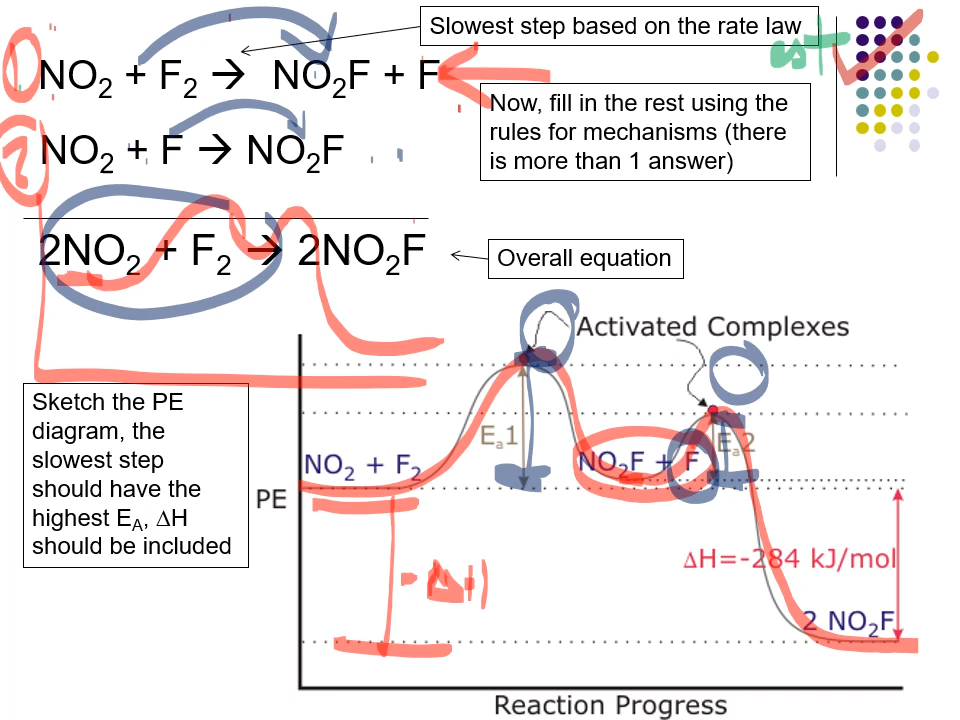 Slowest step based on the rate law
NO₂ + F₂ → NO₂F + F
Now, fill in the rest using the
rules for mechanisms (there
is more than 1 answer)
NO₂ + F → NO₂F
2NO₂ + F₂ → 2NO₂F
Overall equation
Sketch the PE
diagram, the
slowest step
should have the
highest E_A, ΔH
should be included
Activated Complexes
Eₐ1
Eₐ2
NO₂ + F₂
NO₂F + F
PE
ΔH=-284 kJ/mol
-ΔH
2 NO₂F
Reaction Progress